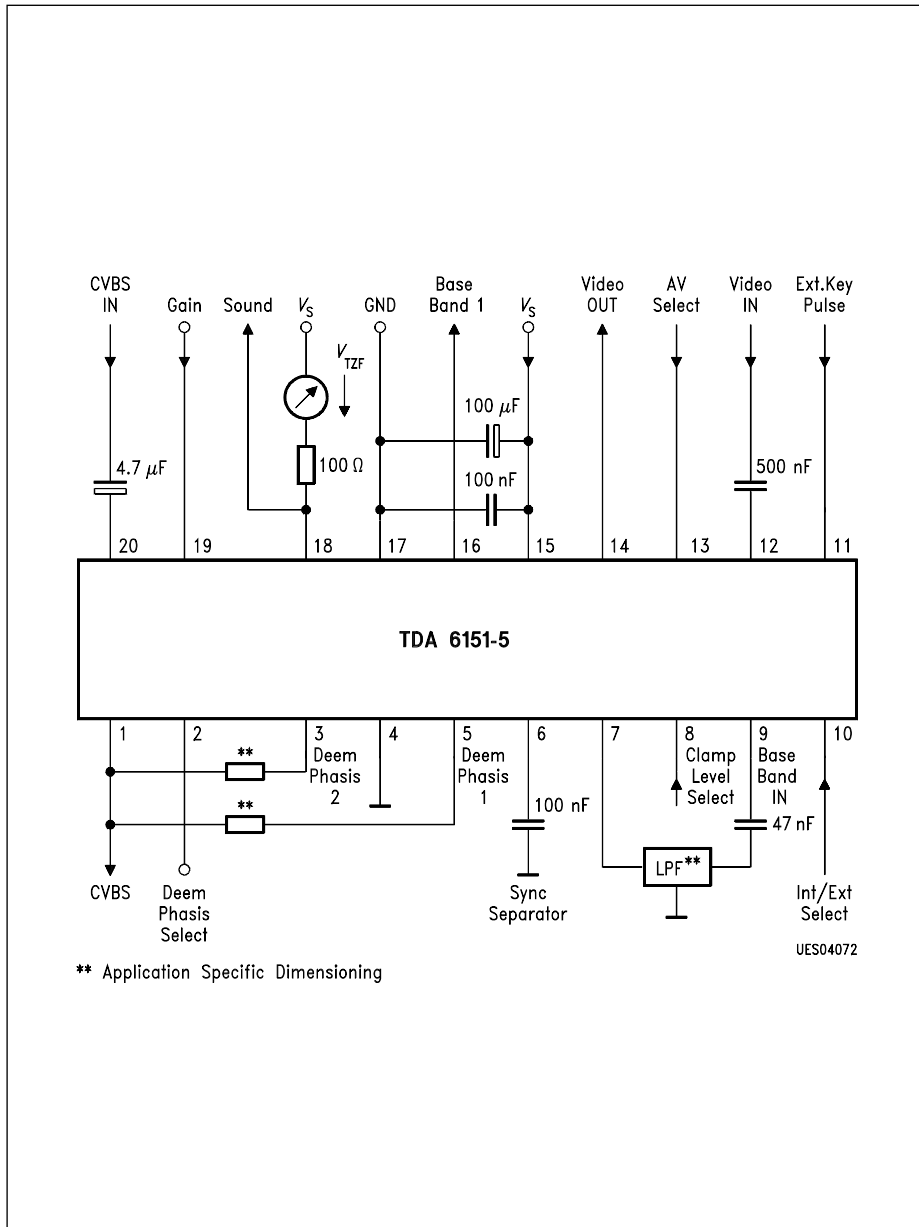 CVBS
IN
Gain
Sound
VS
GND
Base
Band 1
VS
Video
OUT
AV
Select
Video
IN
Ext.Key
Pulse
VTZF
100 μF
4.7 μF
100 Ω
100 nF
500 nF
20 19 18 17 16 15 14 13 12 11
TDA 6151-5
1 2 3 4 5 6 7 8 9 10
**
Deem
Phasis
2
Deem
Phasis
1
Clamp
Level
Select
Base
Band
IN
**
100 nF
47 nF
LPF**
CVBS
Deem
Phasis
Select
Sync
Separator
Int/Ext
Select
UES04072
** Application Specific Dimensioning